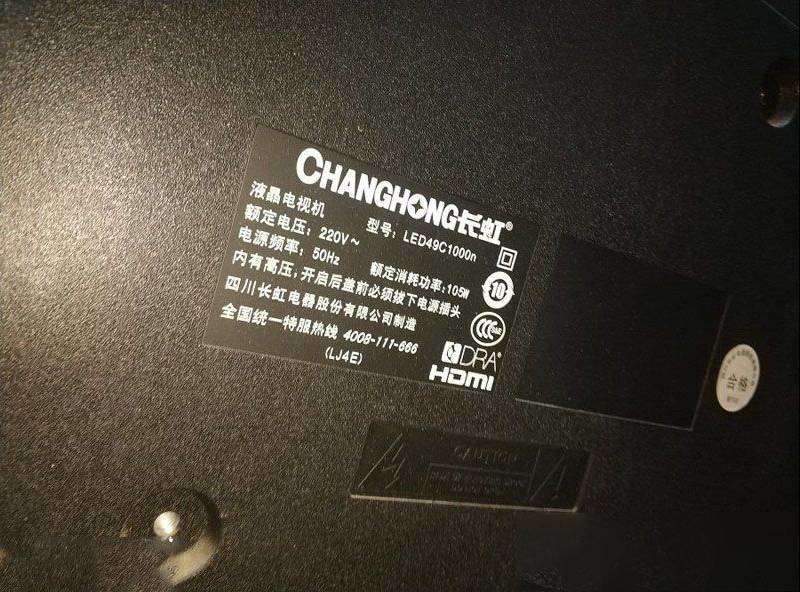 CHANGHONG长虹®
液晶电视机 型号: LED49C1000n
额定电压: 220V~ 额定消耗功率: 105W
电源频率: 50Hz
内有高压,开启后盖前必须拔下电源插头
四川长虹电器股份有限公司制造
全国统一特服热线 4008-111-666
(LJ4E)
10
CCC
DRA®
HDMI